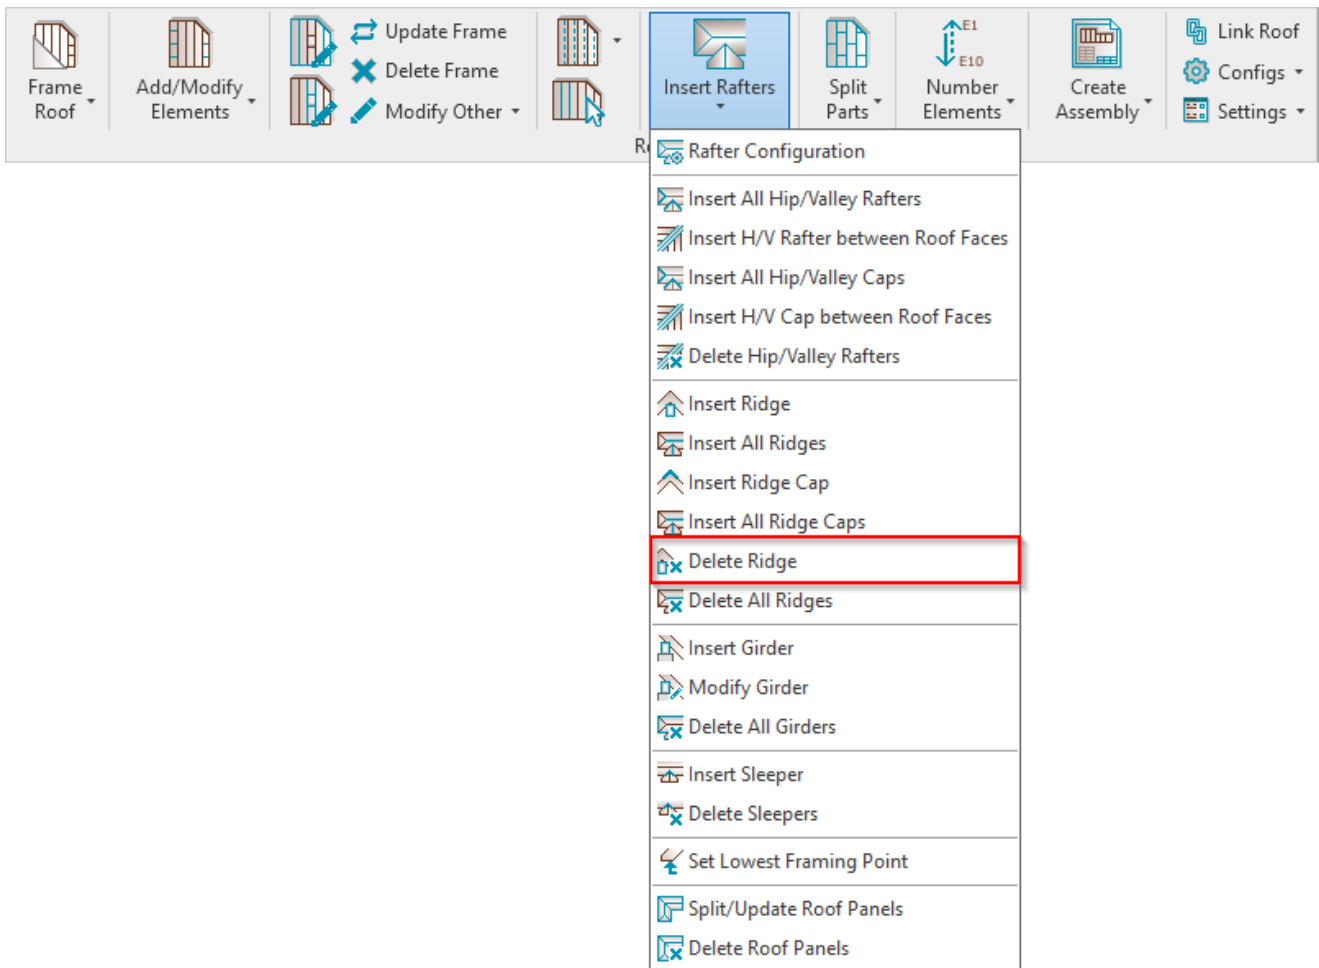 Frame
Roof
Add/Modify
Elements
Update Frame
Delete Frame
Modify Other
Insert Rafters
Split
Parts
E1
E10
Number
Elements
Create
Assembly
Link Roof
Configs
Settings
Rafter Configuration
Insert All Hip/Valley Rafters
Insert H/V Rafter between Roof Faces
Insert All Hip/Valley Caps
Insert H/V Cap between Roof Faces
Delete Hip/Valley Rafters
Insert Ridge
Insert All Ridges
Insert Ridge Cap
Insert All Ridge Caps
Delete Ridge
Delete All Ridges
Insert Girder
Modify Girder
Delete All Girders
Insert Sleeper
Delete Sleepers
Set Lowest Framing Point
Split/Update Roof Panels
Delete Roof Panels